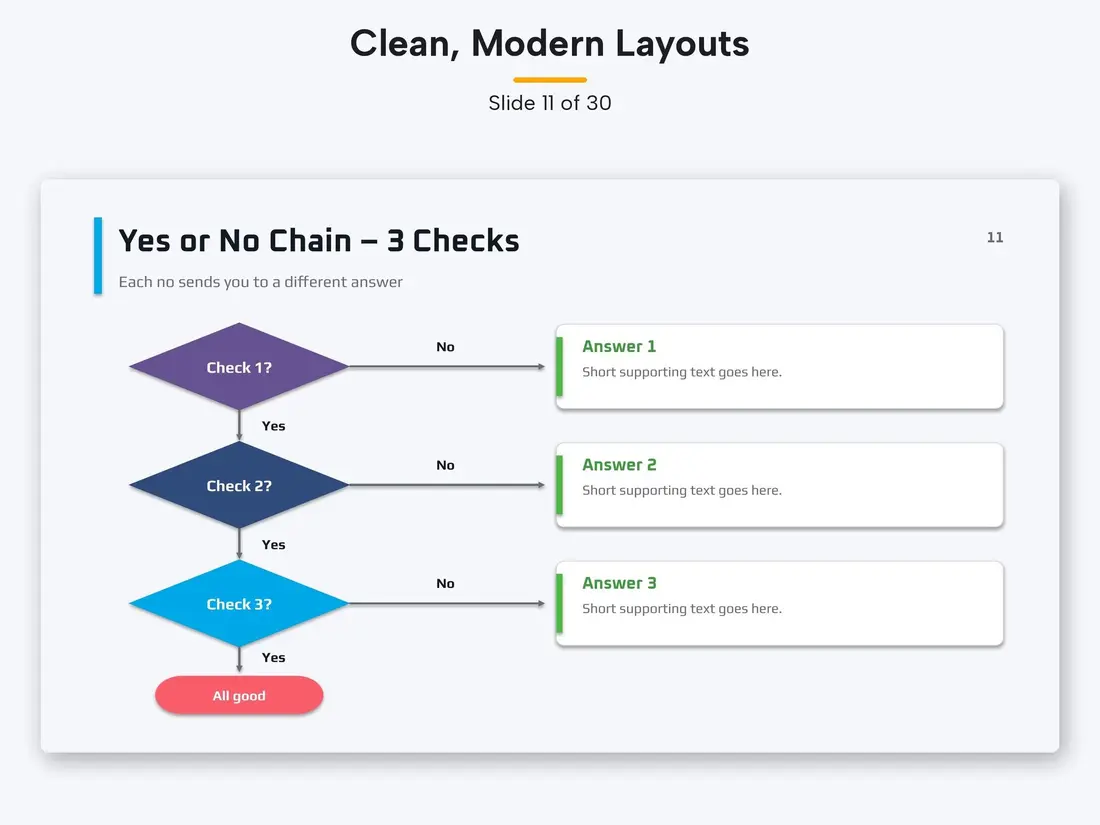 Clean, Modern Layouts
Slide 11 of 30
Yes or No Chain – 3 Checks
11
Each no sends you to a different answer
Check 1?
No
Answer 1
Short supporting text goes here.
Yes
Check 2?
No
Answer 2
Short supporting text goes here.
Yes
Check 3?
No
Answer 3
Short supporting text goes here.
Yes
All good